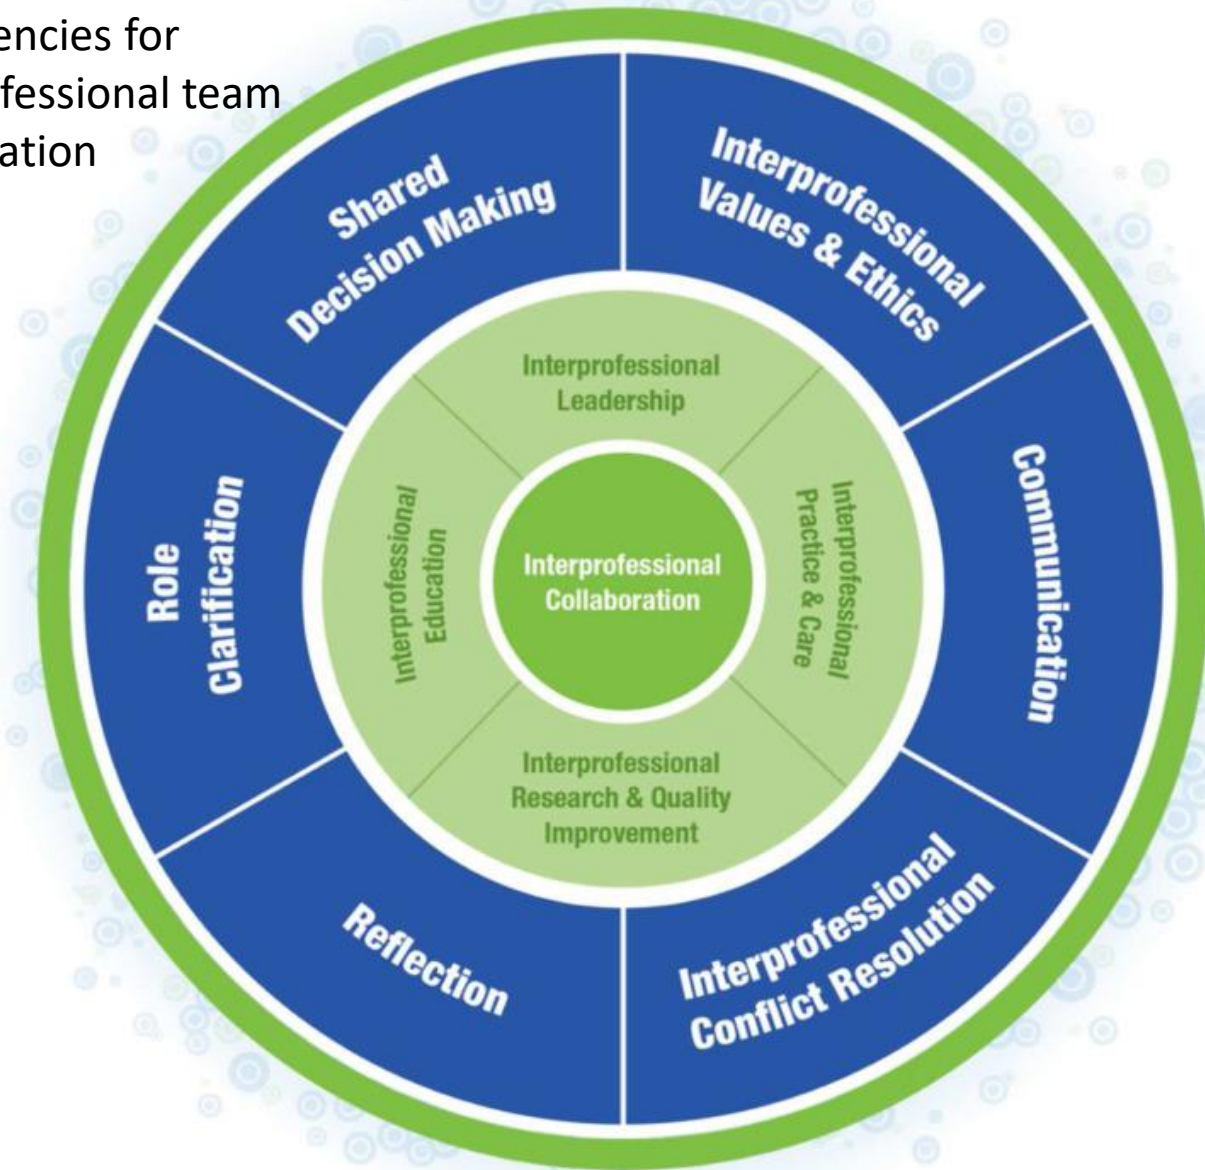 encies for
fessional team
ation
Shared
Decision Making
Interprofessional
Values & Ethics
Communication
Interprofessional
Conflict Resolution
Reflection
Role
Clarification
Interprofessional
Leadership
Interprofessional
Practice & Care
Interprofessional
Research & Quality
Improvement
Interprofessional
Education
Interprofessional
Collaboration